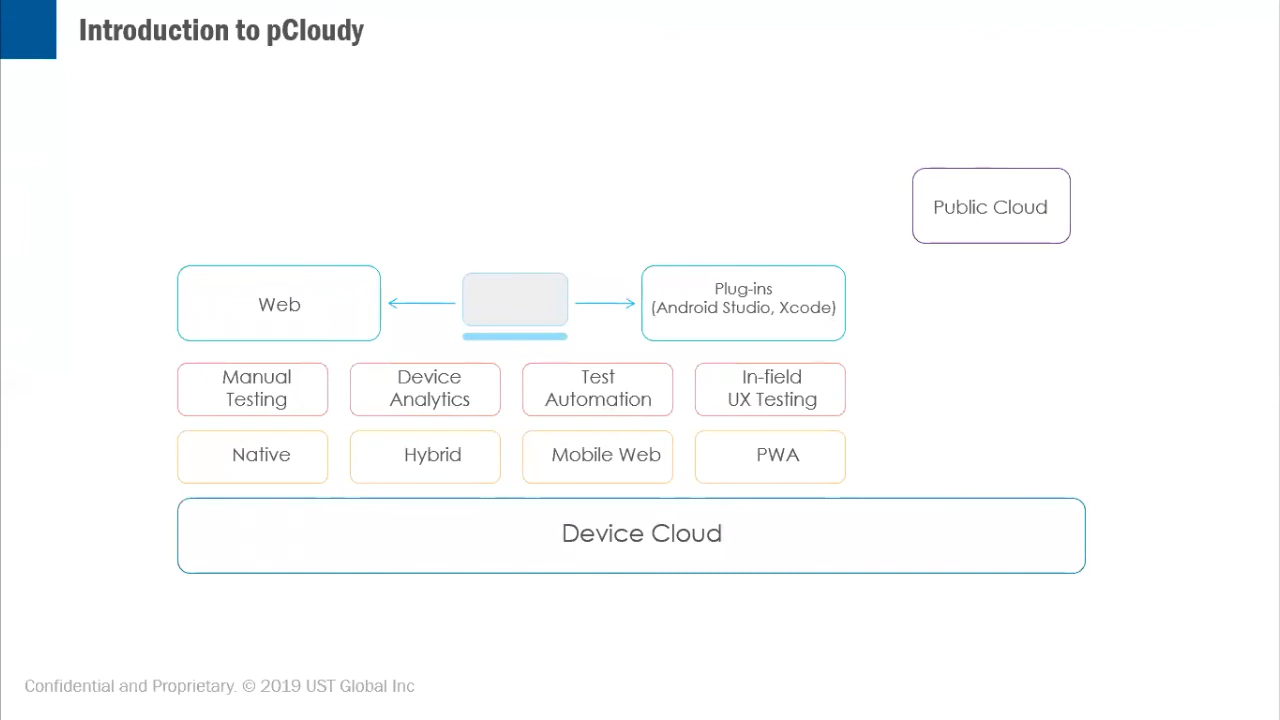 Introduction to pCloudy
Public Cloud
Web
Plug-ins
(Android Studio, Xcode)
Manual
Testing
Device
Analytics
Test
Automation
In-field
UX Testing
Native
Hybrid
Mobile Web
PWA
Device Cloud
Confidential and Proprietary. © 2019 UST Global Inc